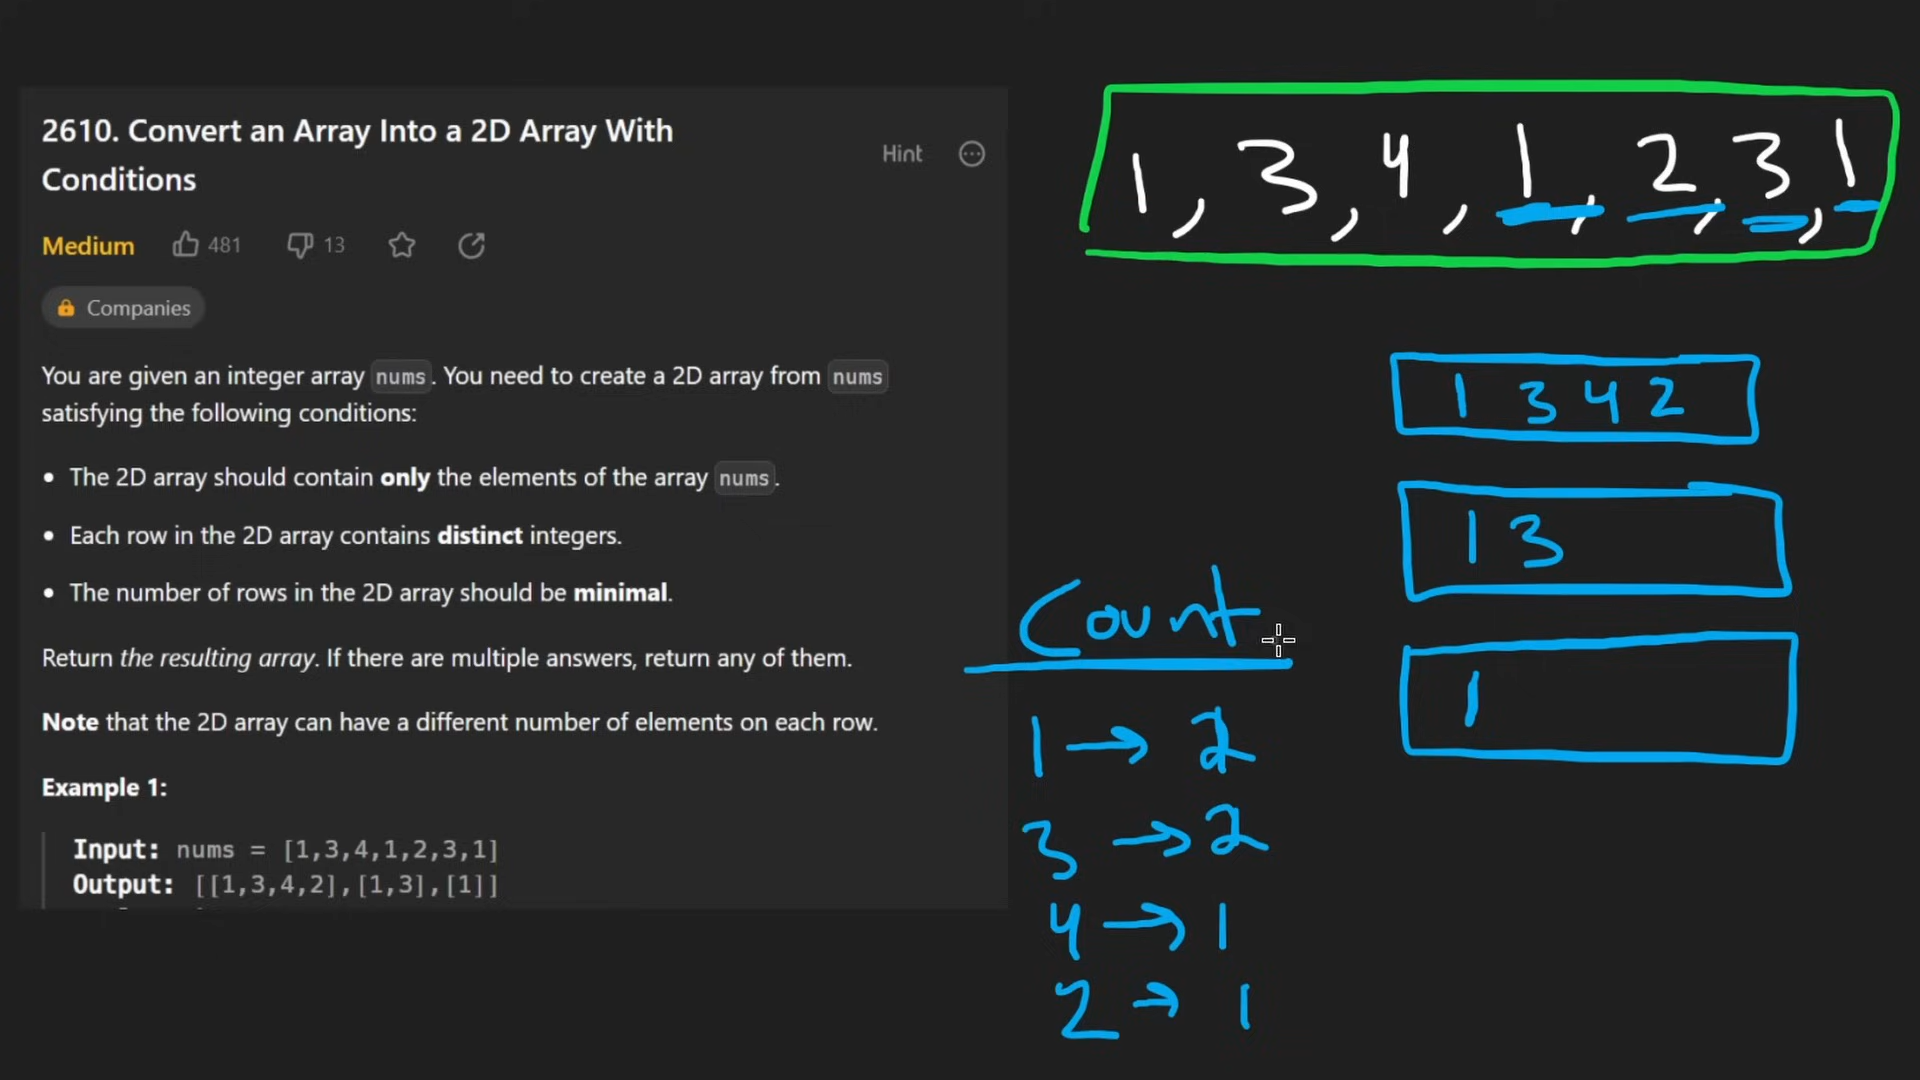 2610. Convert an Array Into a 2D Array With
Conditions
Hint
Medium 481 13
Companies
You are given an integer array nums. You need to create a 2D array from nums
satisfying the following conditions:
• The 2D array should contain only the elements of the array nums.
• Each row in the 2D array contains distinct integers.
• The number of rows in the 2D array should be minimal.
Return the resulting array. If there are multiple answers, return any of them.
Note that the 2D array can have a different number of elements on each row.
Example 1:
Input: nums = [1,3,4,1,2,3,1]
Output: [[1,3,4,2],[1,3],[1]]
1, 3, 4, 1, 2, 3, 1
1 3 4 2
1 3
1
Count
1 → 2
3 → 2
4 → 1
2 → 1